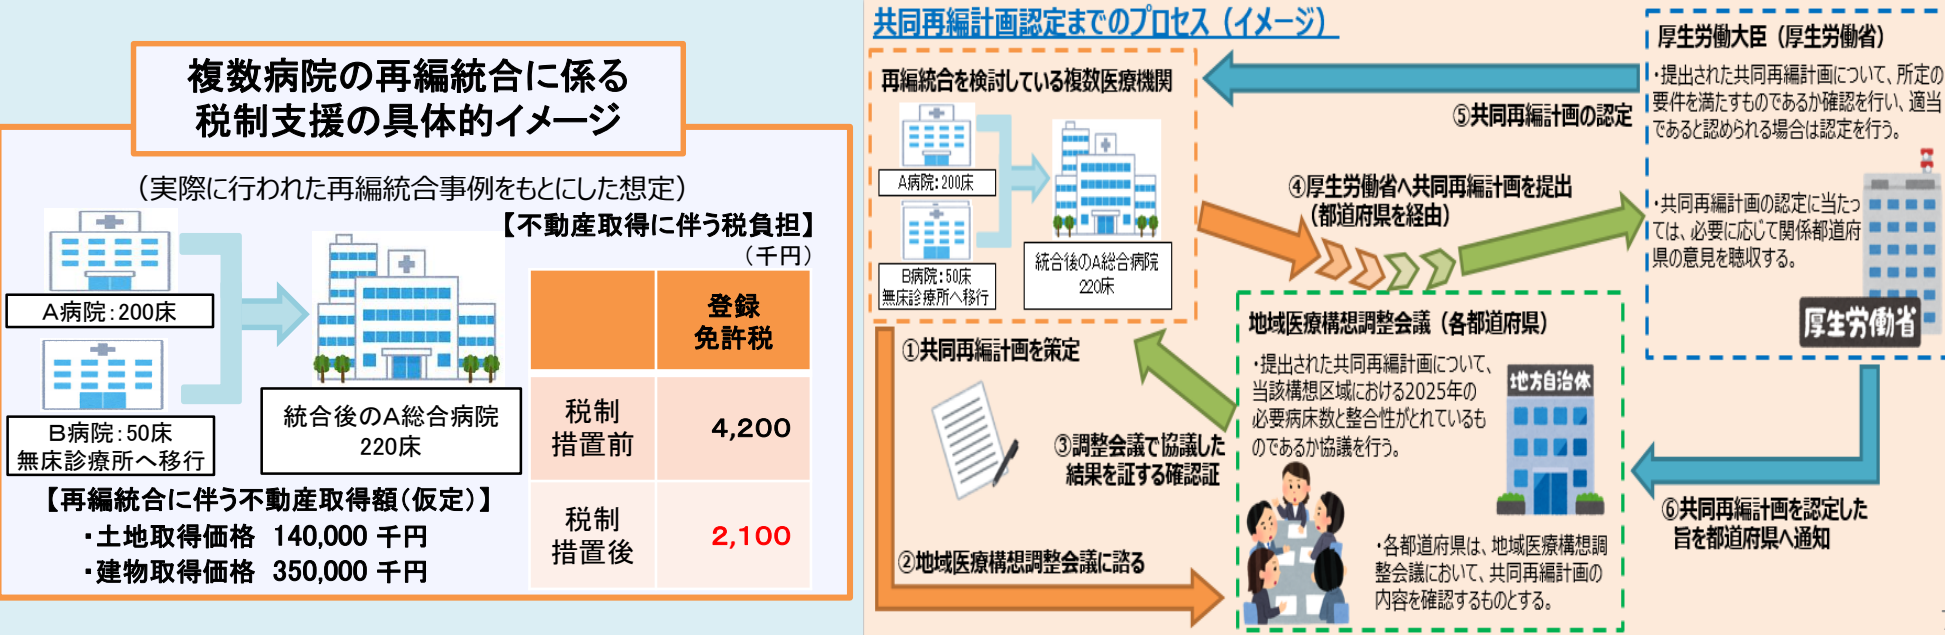 複数病院の再編統合に係る
税制支援の具体的イメージ
（実際に行われた再編統合事例をもとにした想定）
A病院：200床
B病院：50床
無床診療所へ移行
統合後のA総合病院
220床
【不動産取得に伴う税負担】
（千円）
登録
免許税
税制
措置前
4,200
税制
措置後
2,100
【再編統合に伴う不動産取得額（仮定）】
・土地取得価格 140,000 千円
・建物取得価格 350,000 千円
共同再編計画認定までのプロセス（イメージ）
再編統合を検討している複数医療機関
A病院：200床
B病院：50床
無床診療所へ移行
統合後のA総合病院
220床
①共同再編計画を策定
②地域医療構想調整会議に諮る
③調整会議で協議した
結果を証する確認証
④厚生労働省へ共同再編計画を提出
（都道府県を経由）
⑤共同再編計画の認定
地域医療構想調整会議（各都道府県）
・提出された共同再編計画について、
当該構想区域における2025年の
必要病床数と整合性がとれているも
のであるか協議を行う。
地方自治体
・各都道府県は、地域医療構想調
整会議において、共同再編計画の
内容を確認するものとする。
厚生労働大臣（厚生労働省）
・提出された共同再編計画について、所定の
要件を満たすものであるか確認を行い、適当
であると認められる場合は認定を行う。
・共同再編計画の認定に当たっ
ては、必要に応じて関係都道府
県の意見を聴収する。
厚生労働省
⑥共同再編計画を認定した
旨を都道府県へ通知